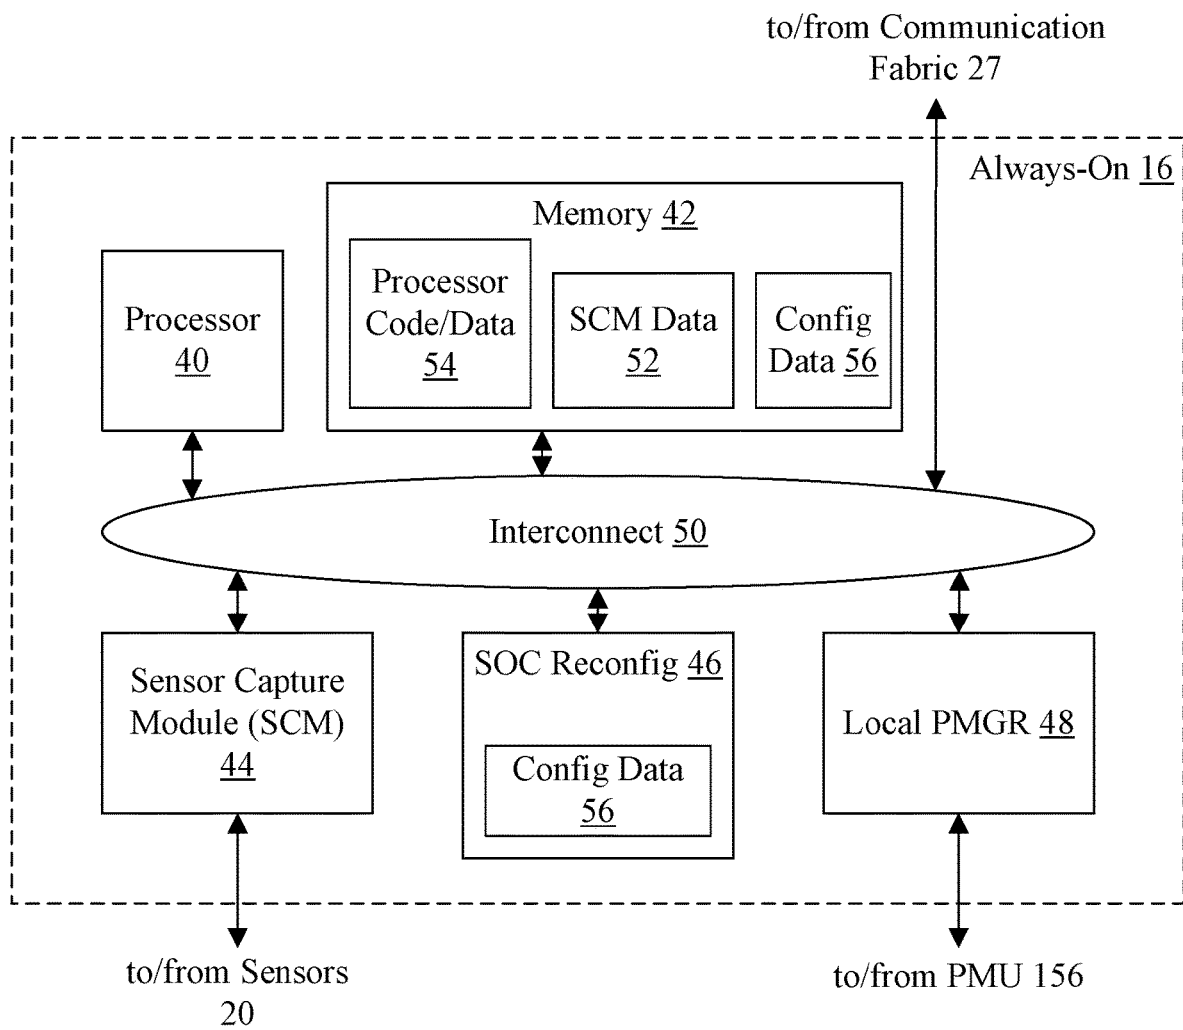 to/from Communication
Fabric 27
Always-On 16
Memory 42
Processor
40
Processor
Code/Data
54
SCM Data
52
Config
Data 56
Interconnect 50
Sensor Capture
Module (SCM)
44
SOC Reconfig 46
Config Data
56
Local PMGR 48
to/from Sensors
20
to/from PMU 156